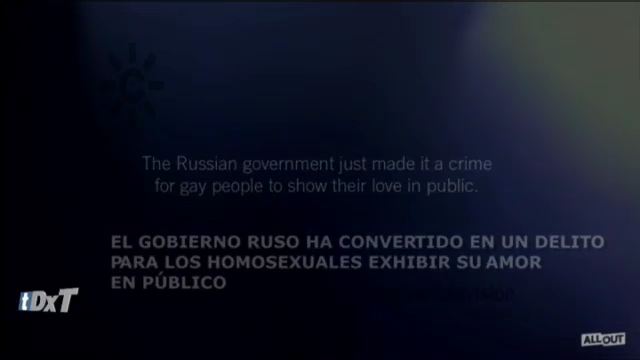 The Russian government just made it a crime
for gay people to show their love in public.
EL GOBIERNO RUSO HA CONVERTIDO EN UN DELITO
PARA LOS HOMOSEXUALES EXHIBIR SU AMOR
EN PÚBLICO
tDxT
ALL OUT